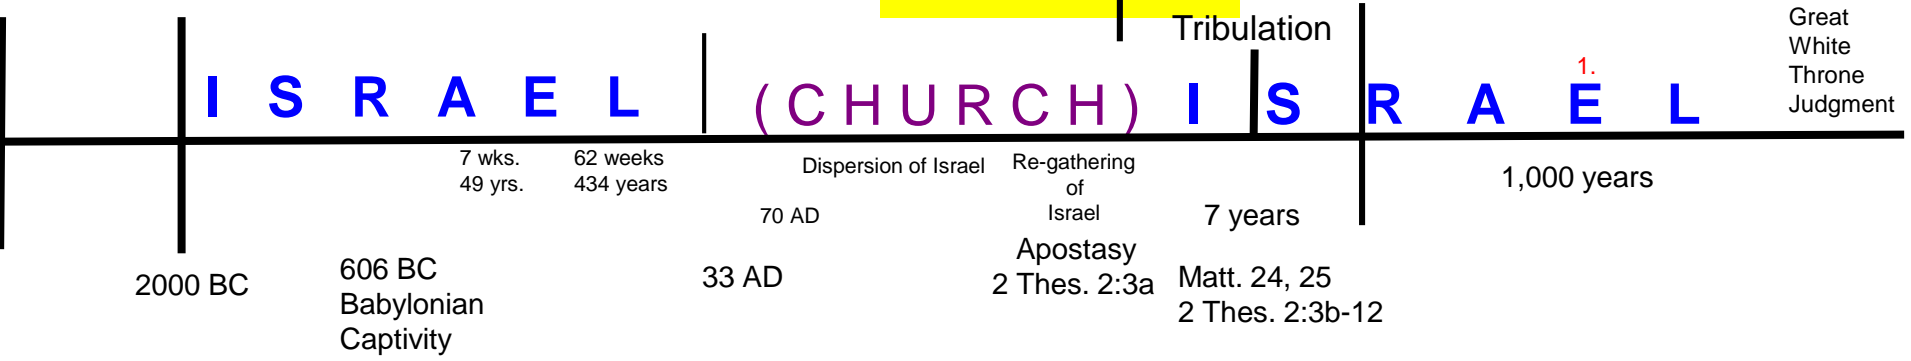 Tribulation
Great
White
Throne
Judgment
1.
I S R A E L (CHURCH) I S R A E L
7 wks.
49 yrs.
62 weeks
434 years
Dispersion of Israel
Re-gathering
of
Israel
1,000 years
70 AD
7 years
2000 BC
606 BC
Babylonian
Captivity
33 AD
Apostasy
2 Thes. 2:3a
Matt. 24, 25
2 Thes. 2:3b-12